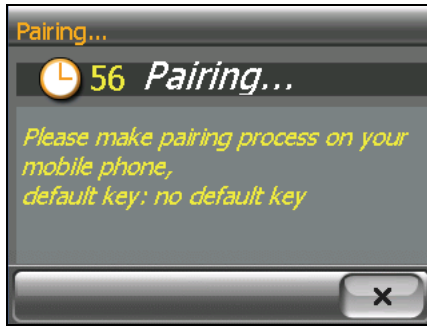 Pairing...
56 Pairing...
Please make pairing process on your
mobile phone,
default key: no default key